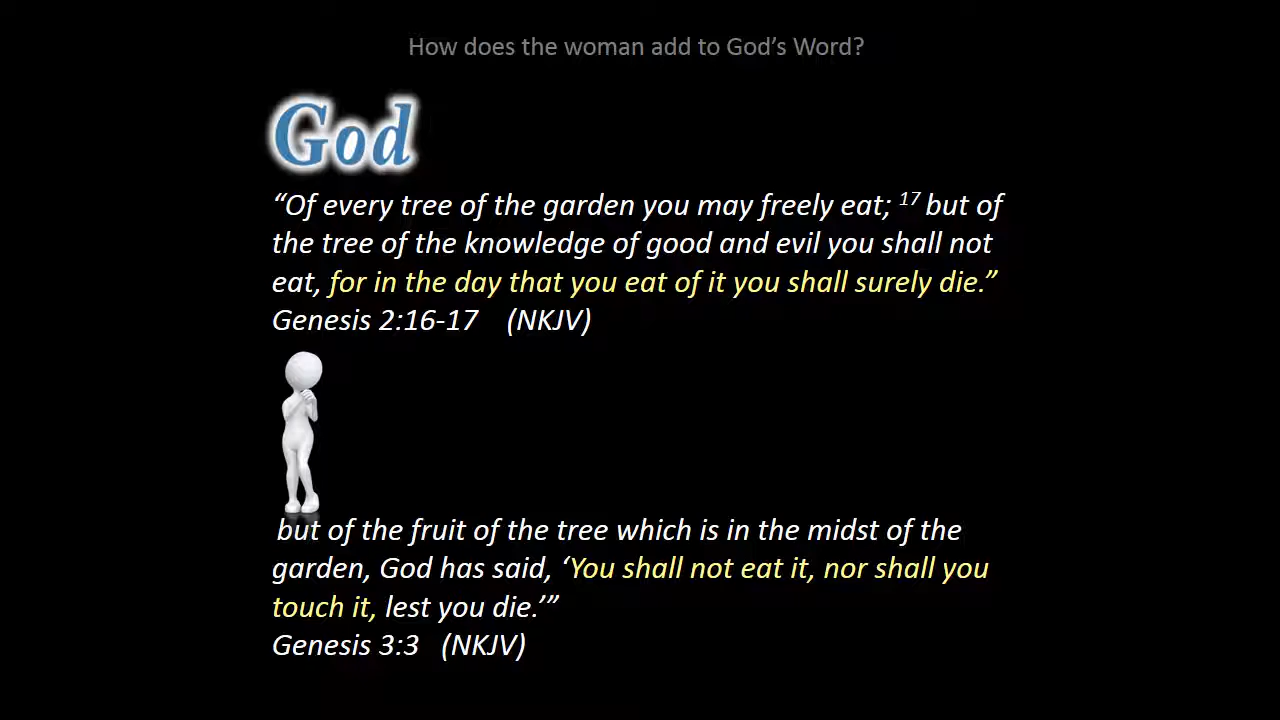 How does the woman add to God’s Word?
God
“Of every tree of the garden you may freely eat; 17 but of
the tree of the knowledge of good and evil you shall not
eat, for in the day that you eat of it you shall surely die.”
Genesis 2:16-17 (NKJV)
but of the fruit of the tree which is in the midst of the
garden, God has said, ‘You shall not eat it, nor shall you
touch it, lest you die.’”
Genesis 3:3 (NKJV)